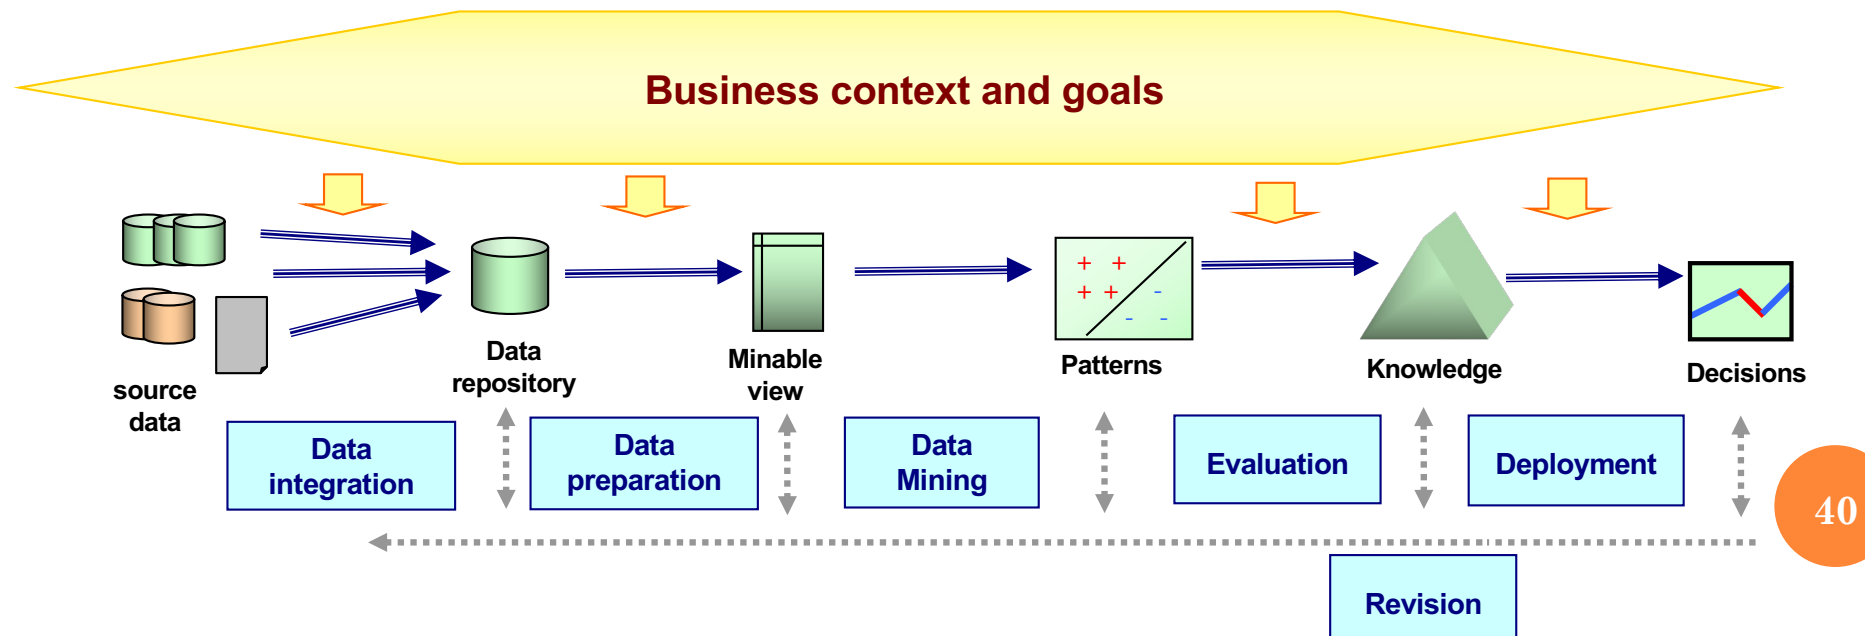 Business context and goals
source
data
Data
repository
Minable
view
+ +
+ +
-
- -
Patterns
Knowledge
Decisions
Data
integration
Data
preparation
Data
Mining
Evaluation
Deployment
40
Revision